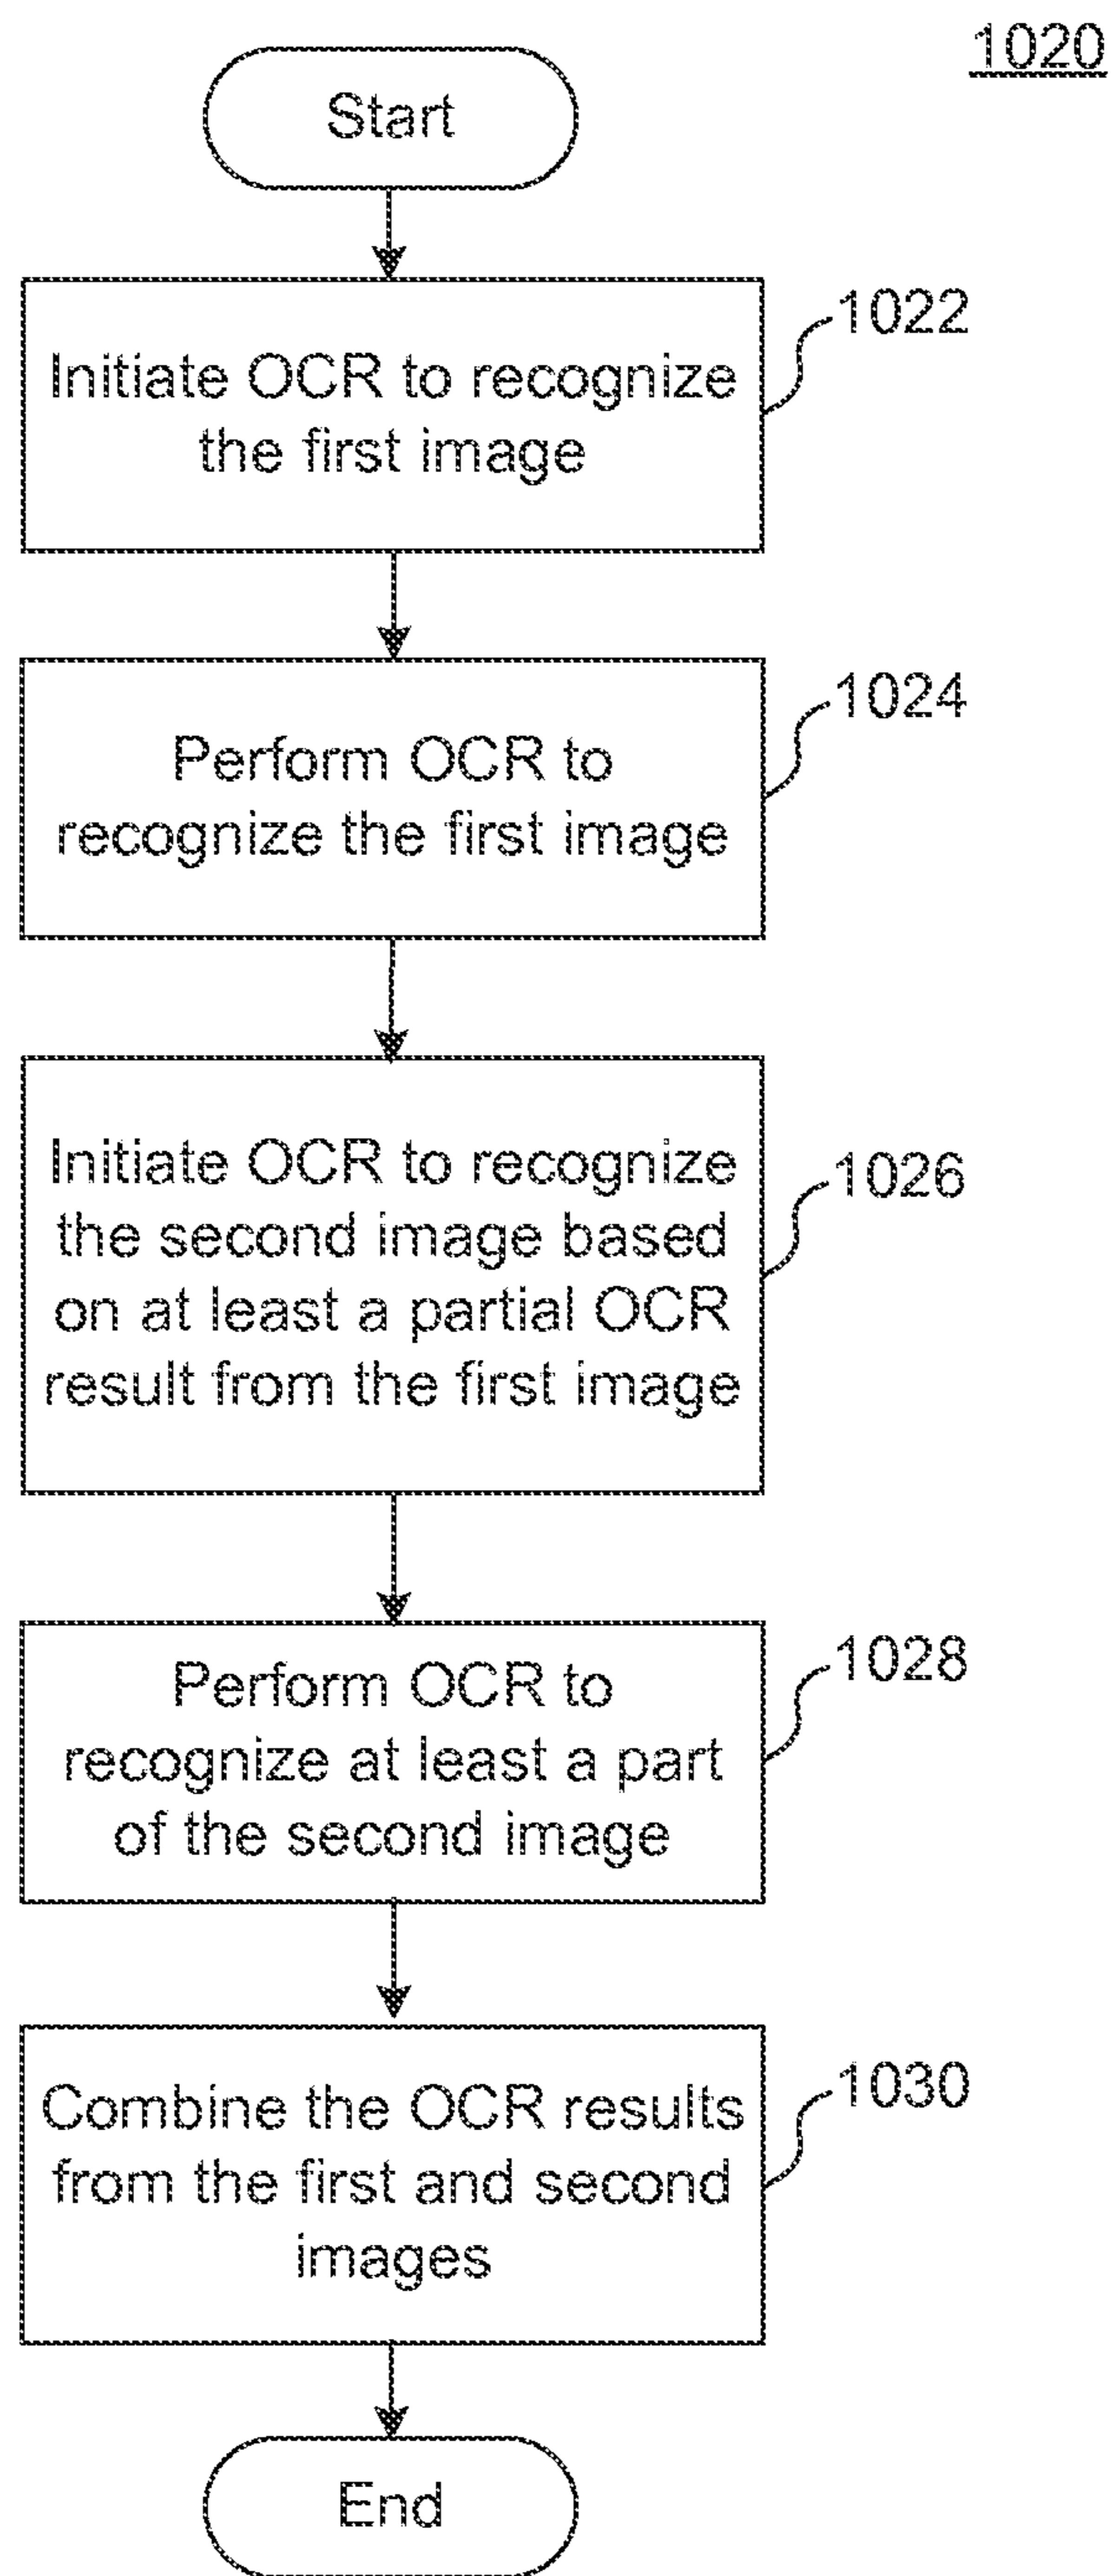 1020
Start
Initiate OCR to recognize
the first image
1022
Perform OCR to
recognize the first image
1024
Initiate OCR to recognize
the second image based
on at least a partial OCR
result from the first image
1026
Perform OCR to
recognize at least a part
of the second image
1028
Combine the OCR results
from the first and second
images
1030
End